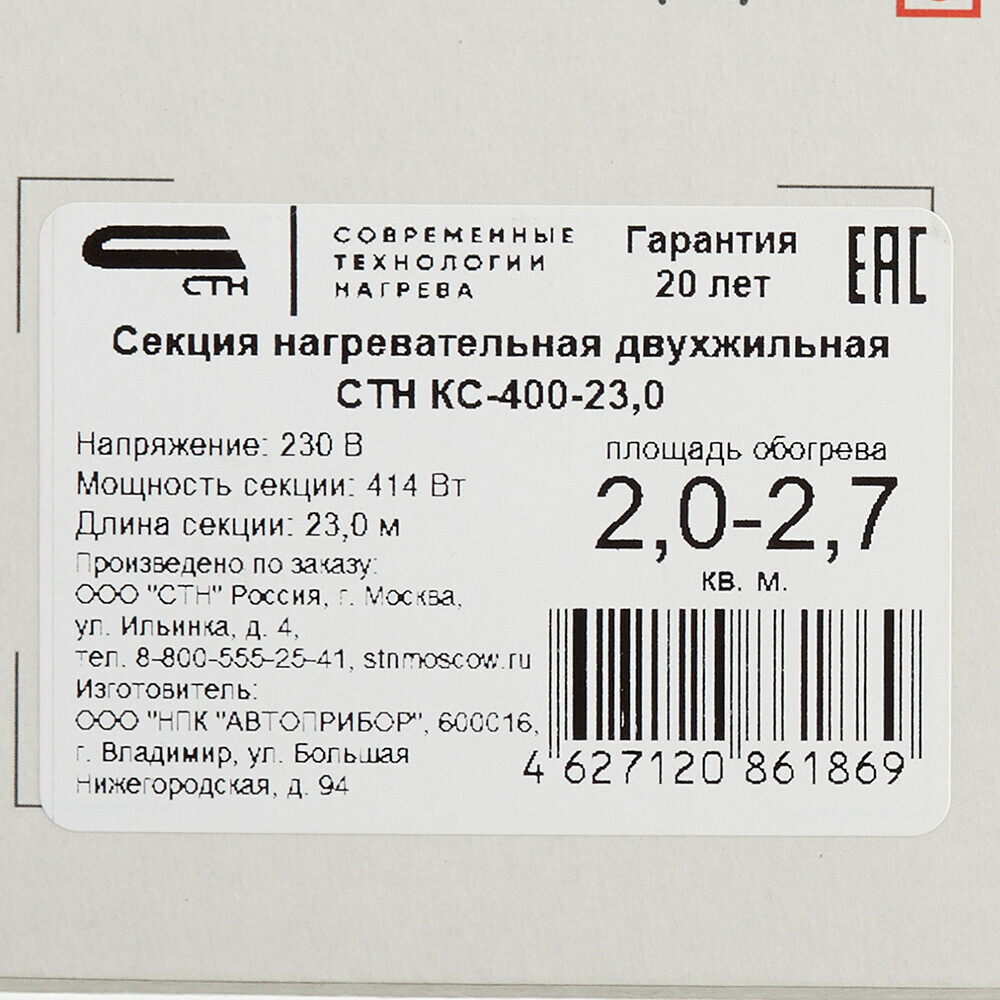 СТН
СОВРЕМЕННЫЕ
ТЕХНОЛОГИИ
НАГРЕВА
Гарантия
20 лет
ЕАС
Секция нагревательная двухжильная
СТН КС-400-23,0
Напряжение: 230 В
Мощность секции: 414 Вт
Длина секции: 23,0 м
площадь обогрева
2,0-2,7
кв. м.
Произведено по заказу:
ООО "СТН" Россия, г. Москва,
ул. Ильинка, д. 4,
тел. 8-800-555-25-41, stnmoscow.ru
Изготовитель:
ООО "НПК "АВТОПРИБОР", 600016,
г. Владимир, ул. Большая
Нижегородская, д. 94
4 627120 861869